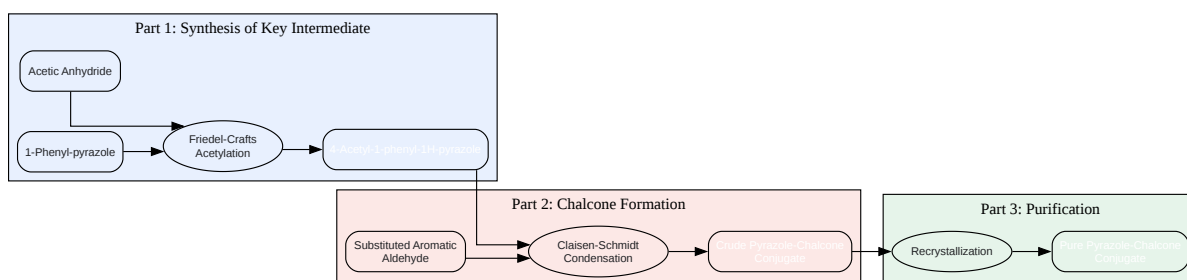 Part 1: Synthesis of Key Intermediate
Acetic Anhydride
1-Phenyl-pyrazole
Friedel-Crafts
Acetylation
4-Acetyl-1-phenyl-1H-pyrazole
Part 2: Chalcone Formation
Substituted Aromatic
Aldehyde
Claisen-Schmidt
Condensation
Crude Pyrazole-Chalcone
Conjugate
Part 3: Purification
Recrystallization
Pure Pyrazole-Chalcone
Conjugate